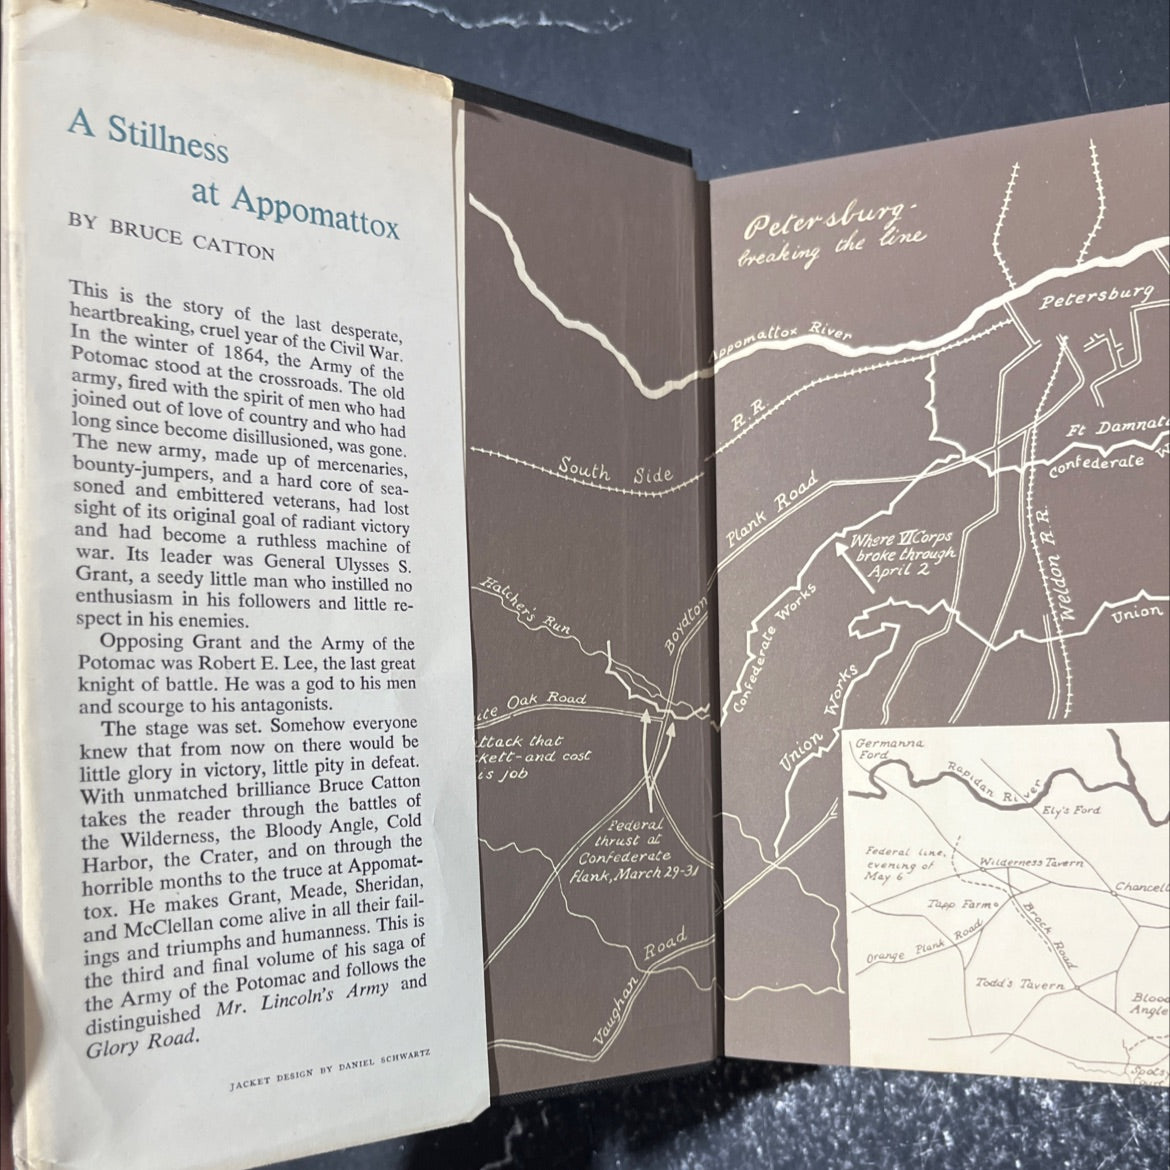 A Stillness
at Appomattox
BY BRUCE CATTON
This is the story of the last desperate,
heartbreaking, cruel year of the Civil War.
In the winter of 1864, the Army of the
Potomac stood at the crossroads. The old
army, fired with the spirit of men who had
joined out of love of country and who had
long since become disillusioned, was gone.
The new army, made up of mercenaries,
bounty-jumpers, and a hard core of sea-
soned and embittered veterans, had lost
sight of its original goal of radiant victory
and had become a ruthless machine of
war. Its leader was General Ulysses S.
Grant, a seedy little man who instilled no
enthusiasm in his followers and little re-
spect in his enemies.
Opposing Grant and the Army of the
Potomac was Robert E. Lee, the last great
knight of battle. He was a god to his men
and scourge to his antagonists.
The stage was set. Somehow everyone
knew that from now on there would be
little glory in victory, little pity in defeat.
With unmatched brilliance Bruce Catton
takes the reader through the battles of
the Wilderness, the Bloody Angle, Cold
Harbor, the Crater, and on through the
horrible months to the truce at Appomat-
tox. He makes Grant, Meade, Sheridan,
and McClellan come alive in all their fail-
ings and triumphs and humanness. This is
the third and final volume of his saga of
the Army of the Potomac and follows the
distinguished Mr. Lincoln's Army and
Glory Road.
JACKET DESIGN BY DANIEL SCHWARTZ
Petersburg-
breaking the line
Petersburg
Appomattox River
R.R.
South Side
Ft Damnat
Confederate W
Plank Road
Where VI Corps
broke through
April 2
Weldon R.R.
Hatcher's Run
Boydton
Confederate Works
Union
Union Works
ite Oak Road
ttack that
kett-and cost
is job
Federal
thrust at
Confederate
flank, March 29-31
Vaughan Road
Germanna
Ford
Rapidan River
Ely's Ford
Federal line,
evening of
May 6
Wilderness Tavern
Chancell
Tapp Farm
Brock Road
Orange Plank Road
Todd's Tavern
Blood
Angle
Spots
Court